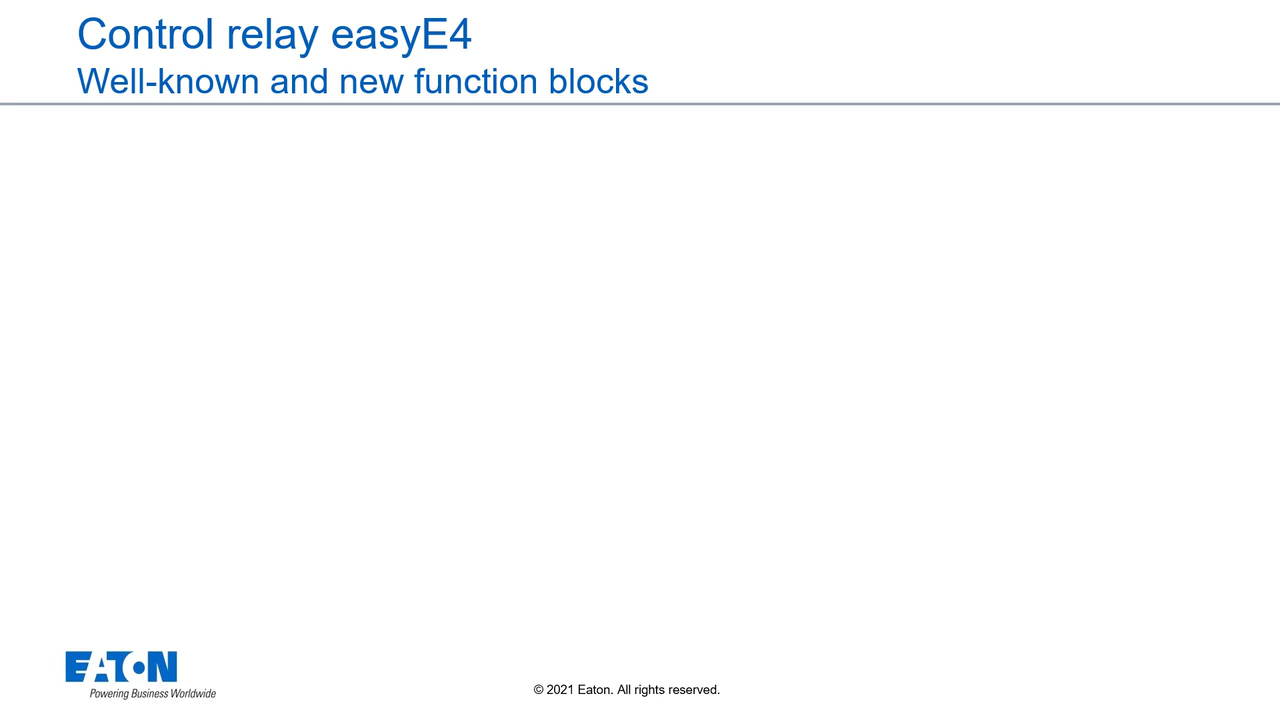 Control relay easyE4
Well-known and new function blocks
EATON
Powering Business Worldwide
© 2021 Eaton. All rights reserved.